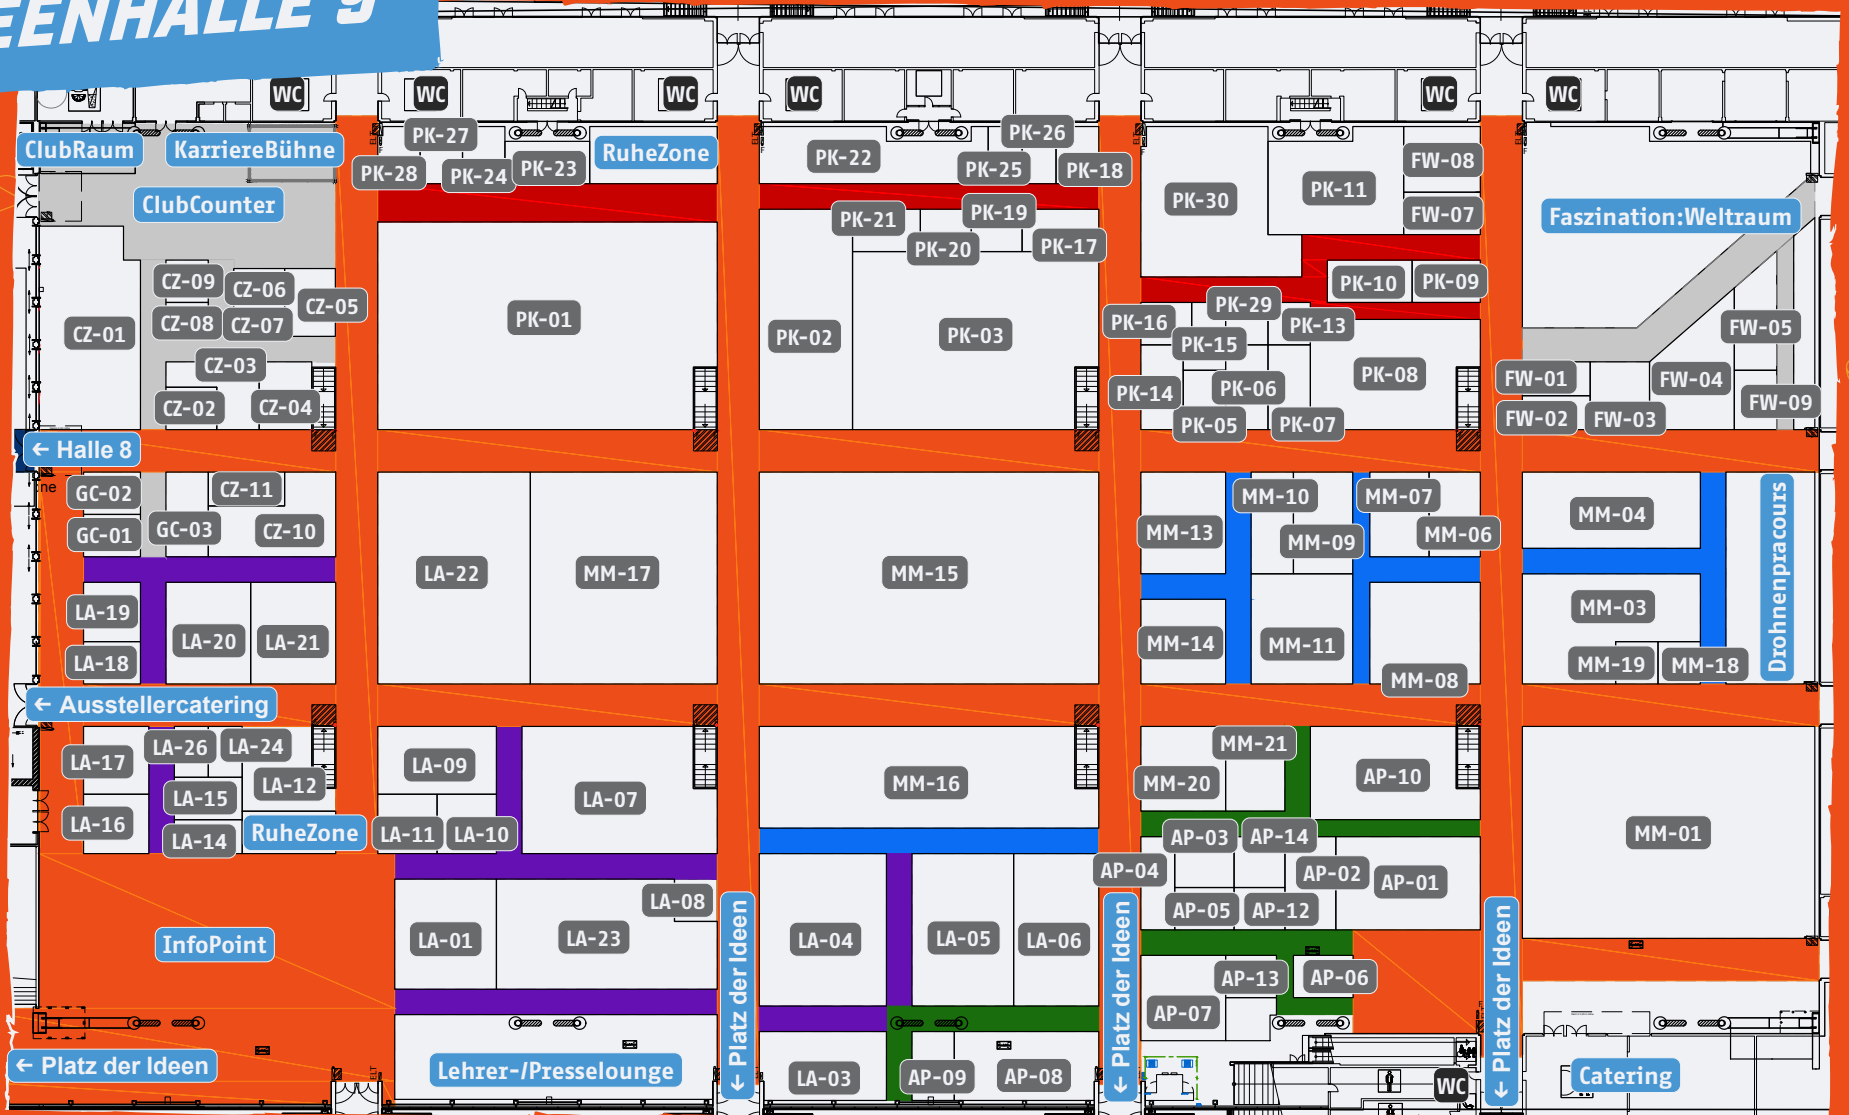 EENHALLE 9
WC
WC
WC
WC
WC
WC
ClubRaum
KarriereBühne
PK-27
PK-28
PK-24
PK-23
RuheZone
PK-22
PK-26
PK-25
PK-18
PK-30
PK-11
FW-08
FW-07
ClubCounter
PK-21
PK-19
PK-20
PK-17
Faszination:Weltraum
CZ-09
CZ-06
CZ-05
CZ-08
CZ-07
CZ-01
CZ-03
CZ-02
CZ-04
PK-01
PK-02
PK-03
PK-10
PK-09
PK-29
PK-16
PK-13
PK-15
PK-14
PK-06
PK-08
PK-05
PK-07
FW-05
FW-01
FW-04
FW-02
FW-03
FW-09
← Halle 8
ne
GC-02
CZ-11
GC-01
GC-03
CZ-10
LA-22
MM-17
MM-15
MM-10
MM-07
MM-13
MM-09
MM-06
MM-04
Drohnenpracours
LA-19
LA-20
LA-21
LA-18
MM-14
MM-11
MM-08
MM-03
MM-19
MM-18
← Ausstellercatering
LA-17
LA-26
LA-24
LA-12
LA-15
LA-16
LA-14
RuheZone
LA-09
LA-11
LA-10
LA-07
MM-16
MM-21
MM-20
AP-10
AP-03
AP-14
AP-04
AP-02
AP-01
AP-05
AP-12
MM-01
InfoPoint
LA-01
LA-23
LA-08
LA-04
LA-05
LA-06
← Platz der Ideen
← Platz der Ideen
← Platz der Ideen
AP-13
AP-06
AP-07
← Platz der Ideen
ELT
Lehrer-/Presselounge
LA-03
AP-09
AP-08
WC
Catering